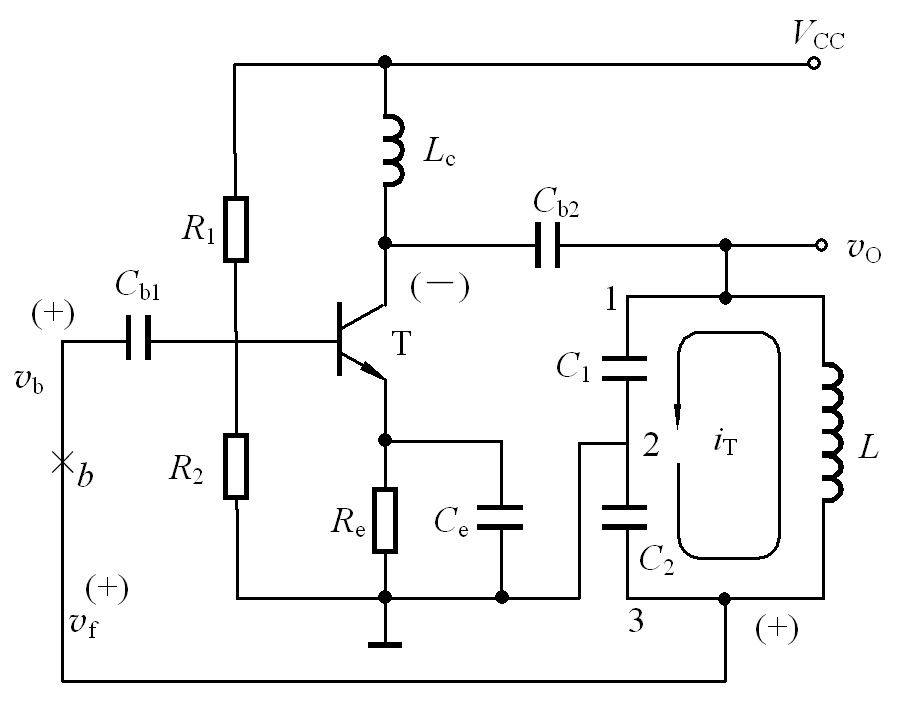 V_CC
L_c
C_b2
R_1
v_O
(−)
C_b1
(+)
1
T
C_1
v_b
2
i_T
L
b
R_2
R_e
C_e
C_2
(+)
v_f
3
(+)